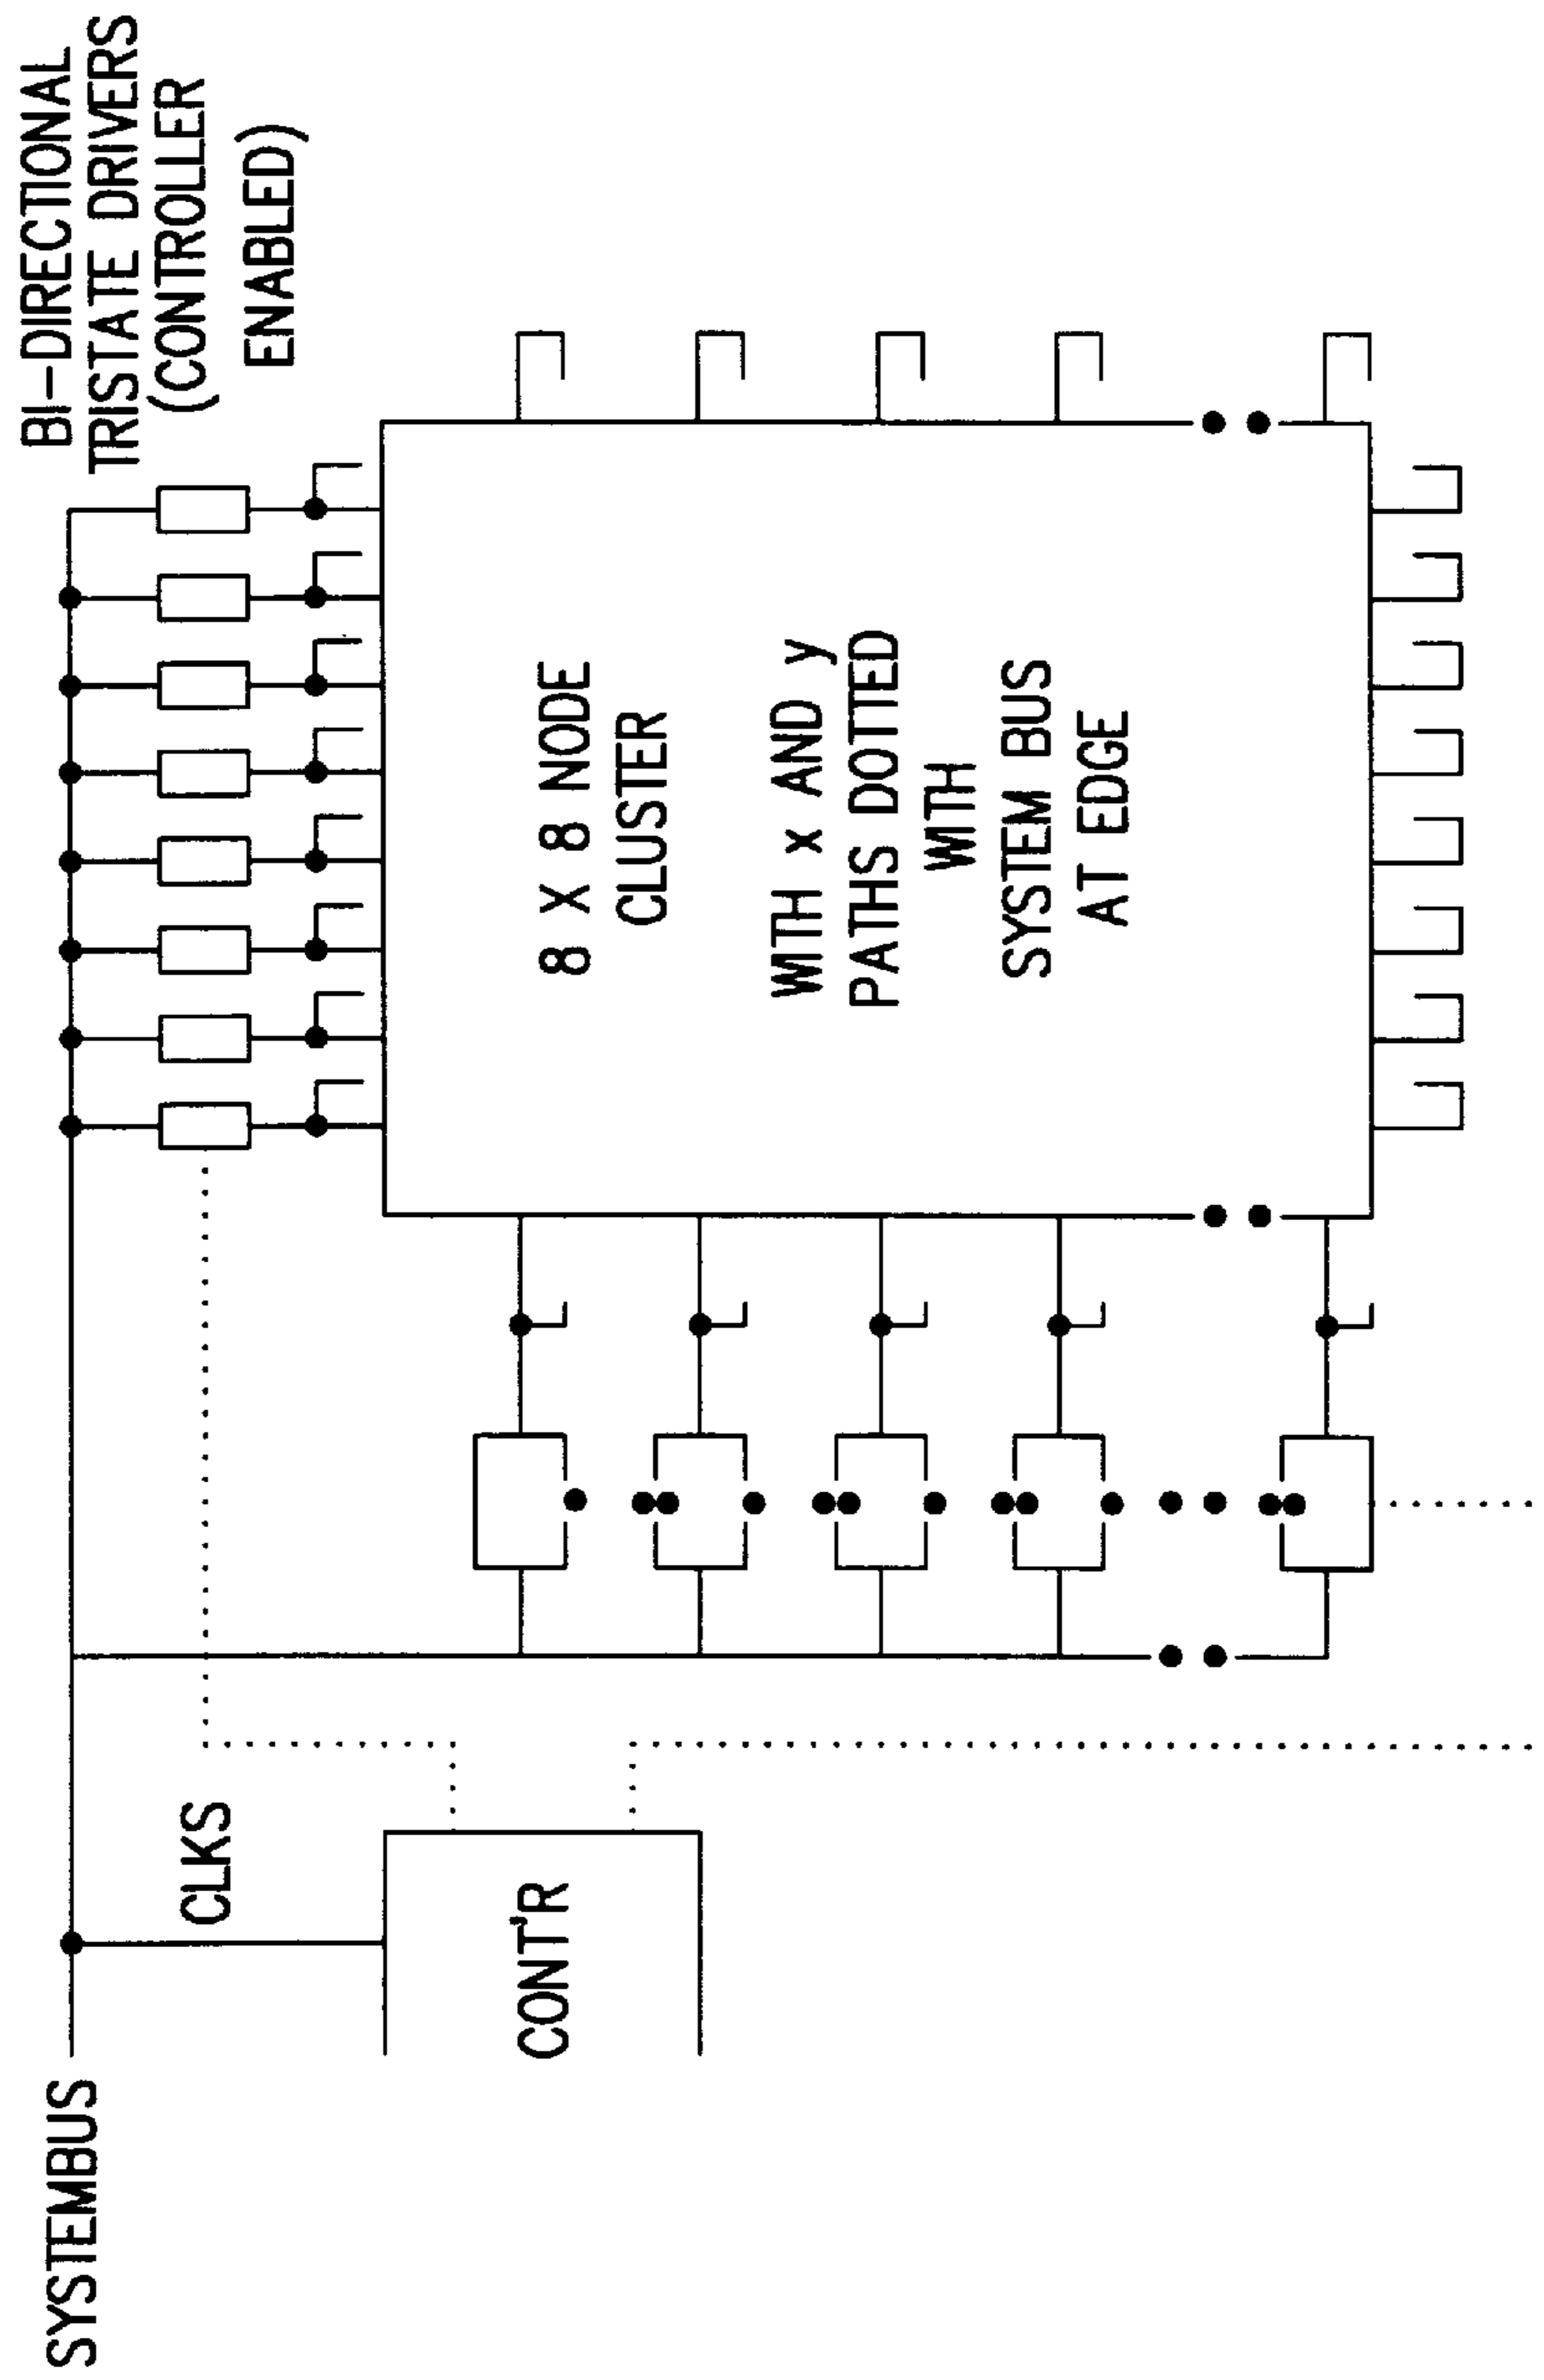 BI-DIRECTIONAL
TRISTATE DRIVERS
(CONTROLLER
ENABLED)
8 X 8 NODE
CLUSTER
WITH x AND y
PATHS DOTTED
WITH
SYSTEM BUS
AT EDGE
CLKS
CONT'R
SYSTEMBUS